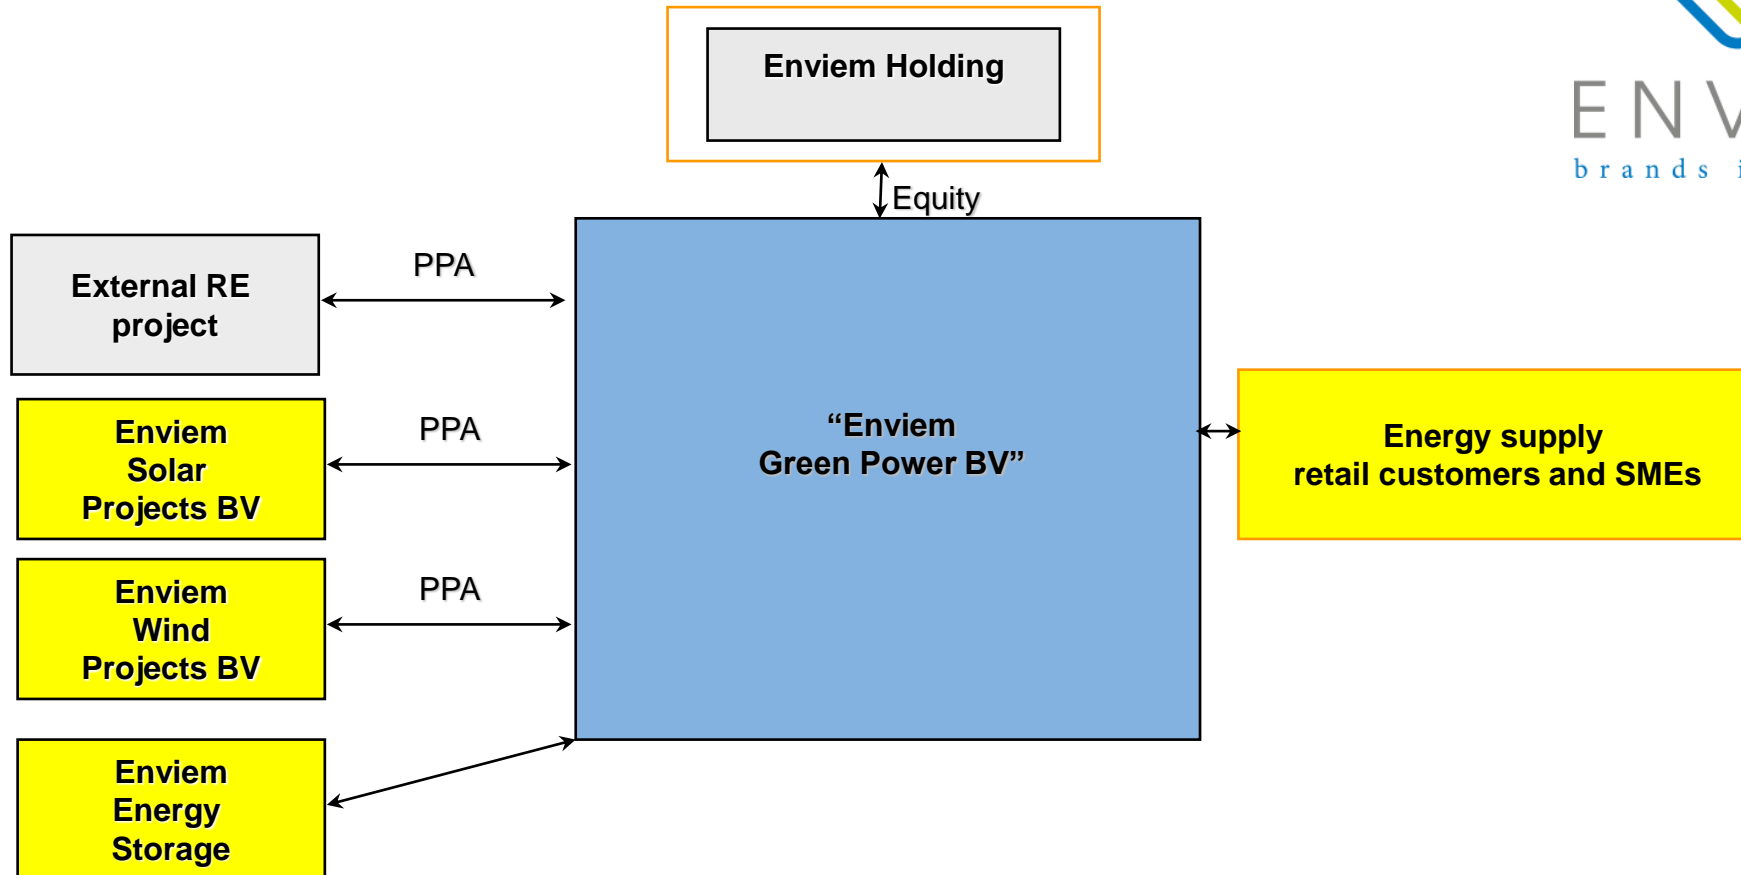 Enviem Holding
ENV
brands i
Equity
External RE
project
PPA
Enviem
Solar
Projects BV
PPA
“Enviem
Green Power BV”
Energy supply
retail customers and SMEs
Enviem
Wind
Projects BV
PPA
Enviem
Energy
Storage